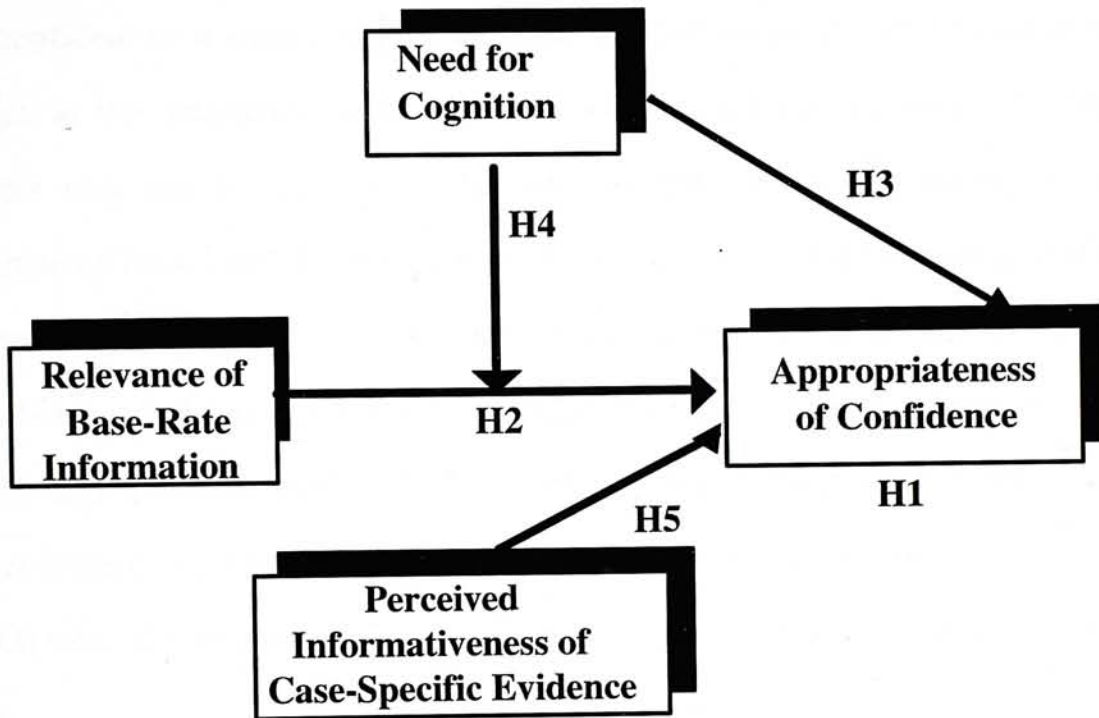 Need for
Cognition
H3
H4
Relevance of
Base-Rate
Information
H2
Appropriateness
of Confidence
H1
H5
Perceived
Informativeness of
Case-Specific Evidence